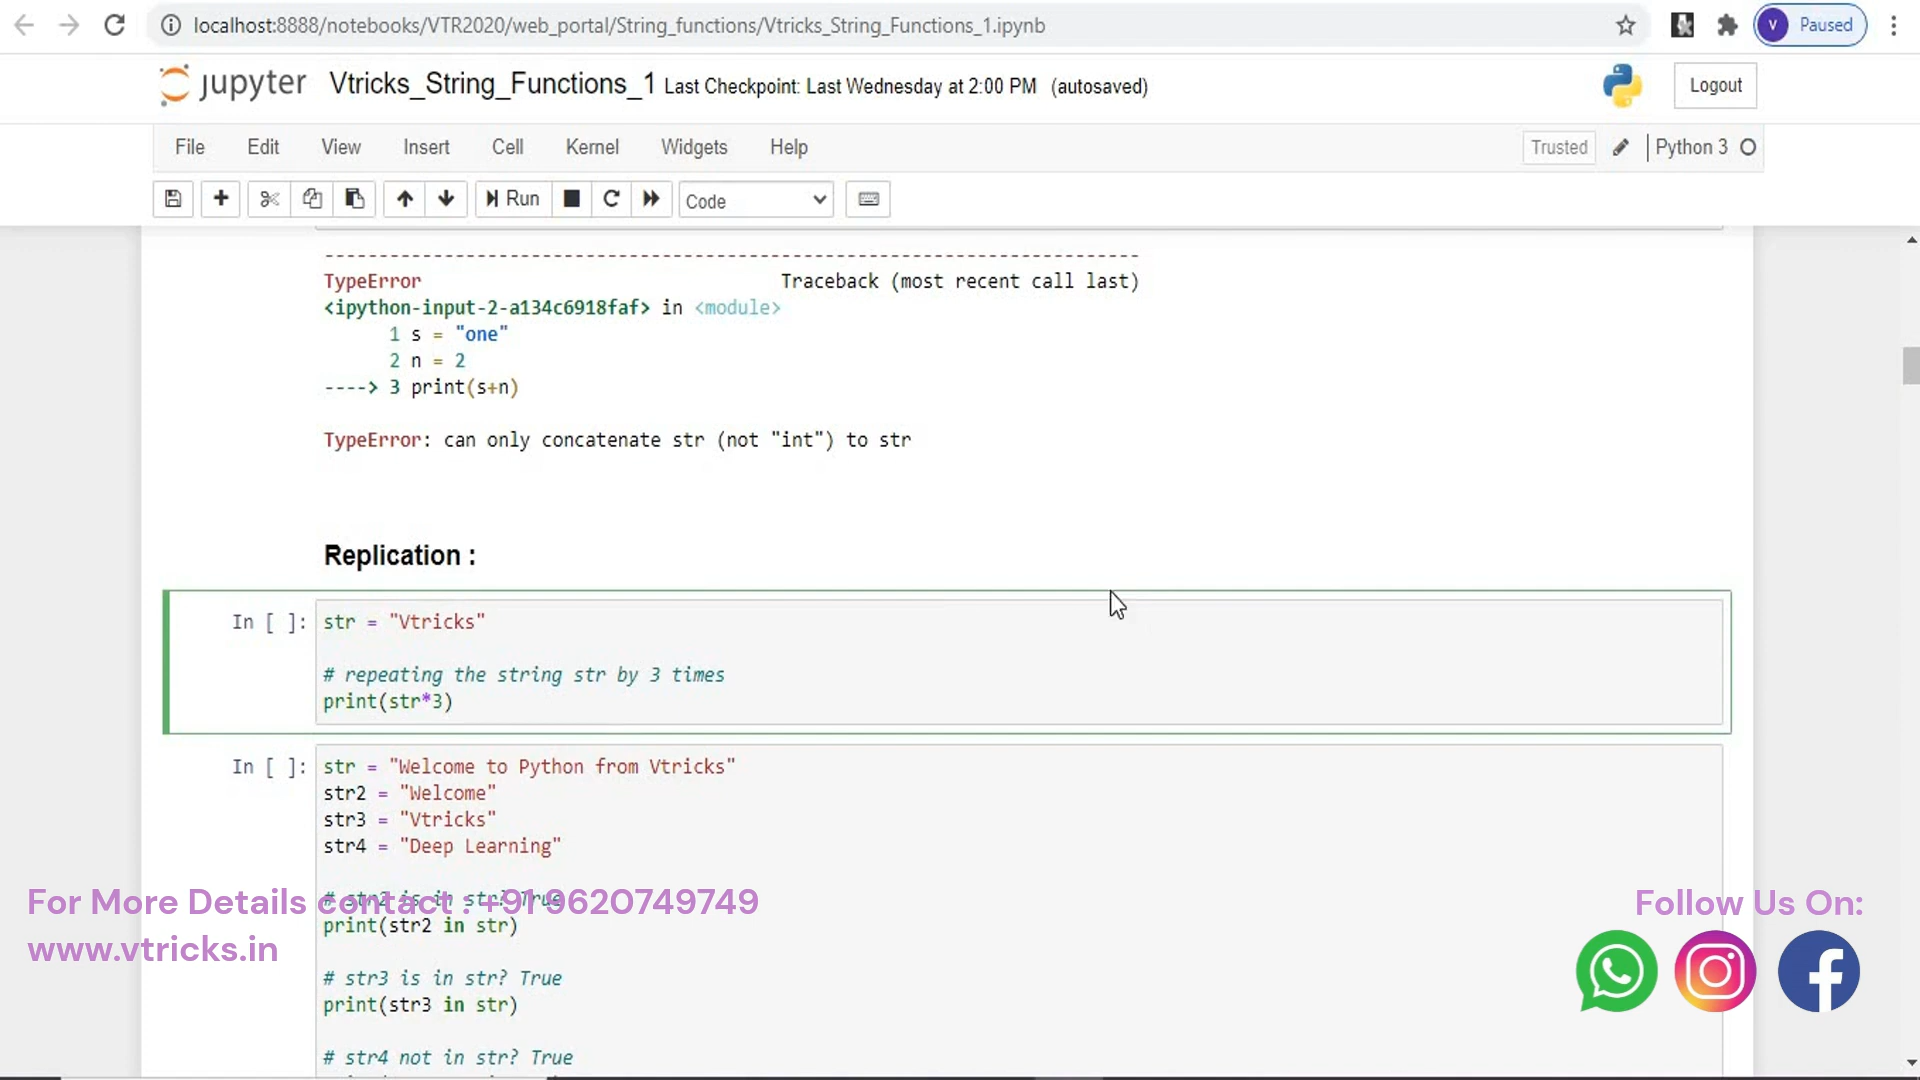 localhost:8888/notebooks/VTR2020/web_portal/String_functions/Vtricks_String_Functions_1.ipynb
V Paused
jupyter Vtricks_String_Functions_1 Last Checkpoint: Last Wednesday at 2:00 PM (autosaved)
Logout
File Edit View Insert Cell Kernel Widgets Help
Trusted Python 3
Run Code
---------------------------------------------------------------------------
TypeError Traceback (most recent call last)
<ipython-input-2-a134c6918faf> in <module>
1 s = "one"
2 n = 2
----> 3 print(s+n)
TypeError: can only concatenate str (not "int") to str
Replication :
In [ ]: str = "Vtricks"
# repeating the string str by 3 times
print(str*3)
In [ ]: str = "Welcome to Python from Vtricks"
str2 = "Welcome"
str3 = "Vtricks"
str4 = "Deep Learning"
# str2 is in str? True
print(str2 in str)
# str3 is in str? True
print(str3 in str)
# str4 not in str? True
For More Details contact : +91 9620749749
www.vtricks.in
Follow Us On: